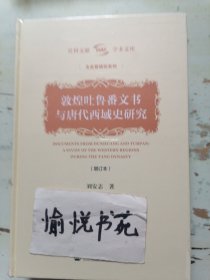 敦煌吐鲁番文书
与唐代西域史研究
[增订本]
DOCUMENTS FROM DUNHUANG AND TURFAN:
A STUDY OF THE WESTERN REGIONS
DURING THE TANG DYNASTY
刘安志 著
愉悦书苑